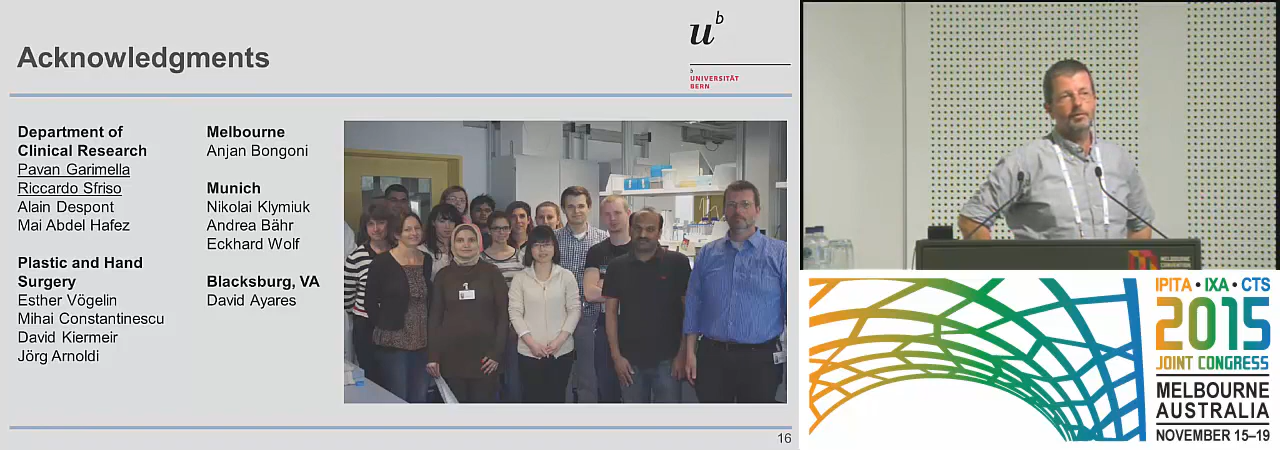 Acknowledgments
u b
b
UNIVERSITÄT
BERN
Department of
Clinical Research
Pavan Garimella
Riccardo Sfriso
Alain Despont
Mai Abdel Hafez
Plastic and Hand
Surgery
Esther Vögelin
Mihai Constantinescu
David Kiermeir
Jörg Arnoldi
Melbourne
Anjan Bongoni
Munich
Nikolai Klymiuk
Andrea Bähr
Eckhard Wolf
Blacksburg, VA
David Ayares
16
MELBOURNE
CONVENTION
IPITA • IXA • CTS
2015
JOINT CONGRESS
MELBOURNE
AUSTRALIA
NOVEMBER 15–19